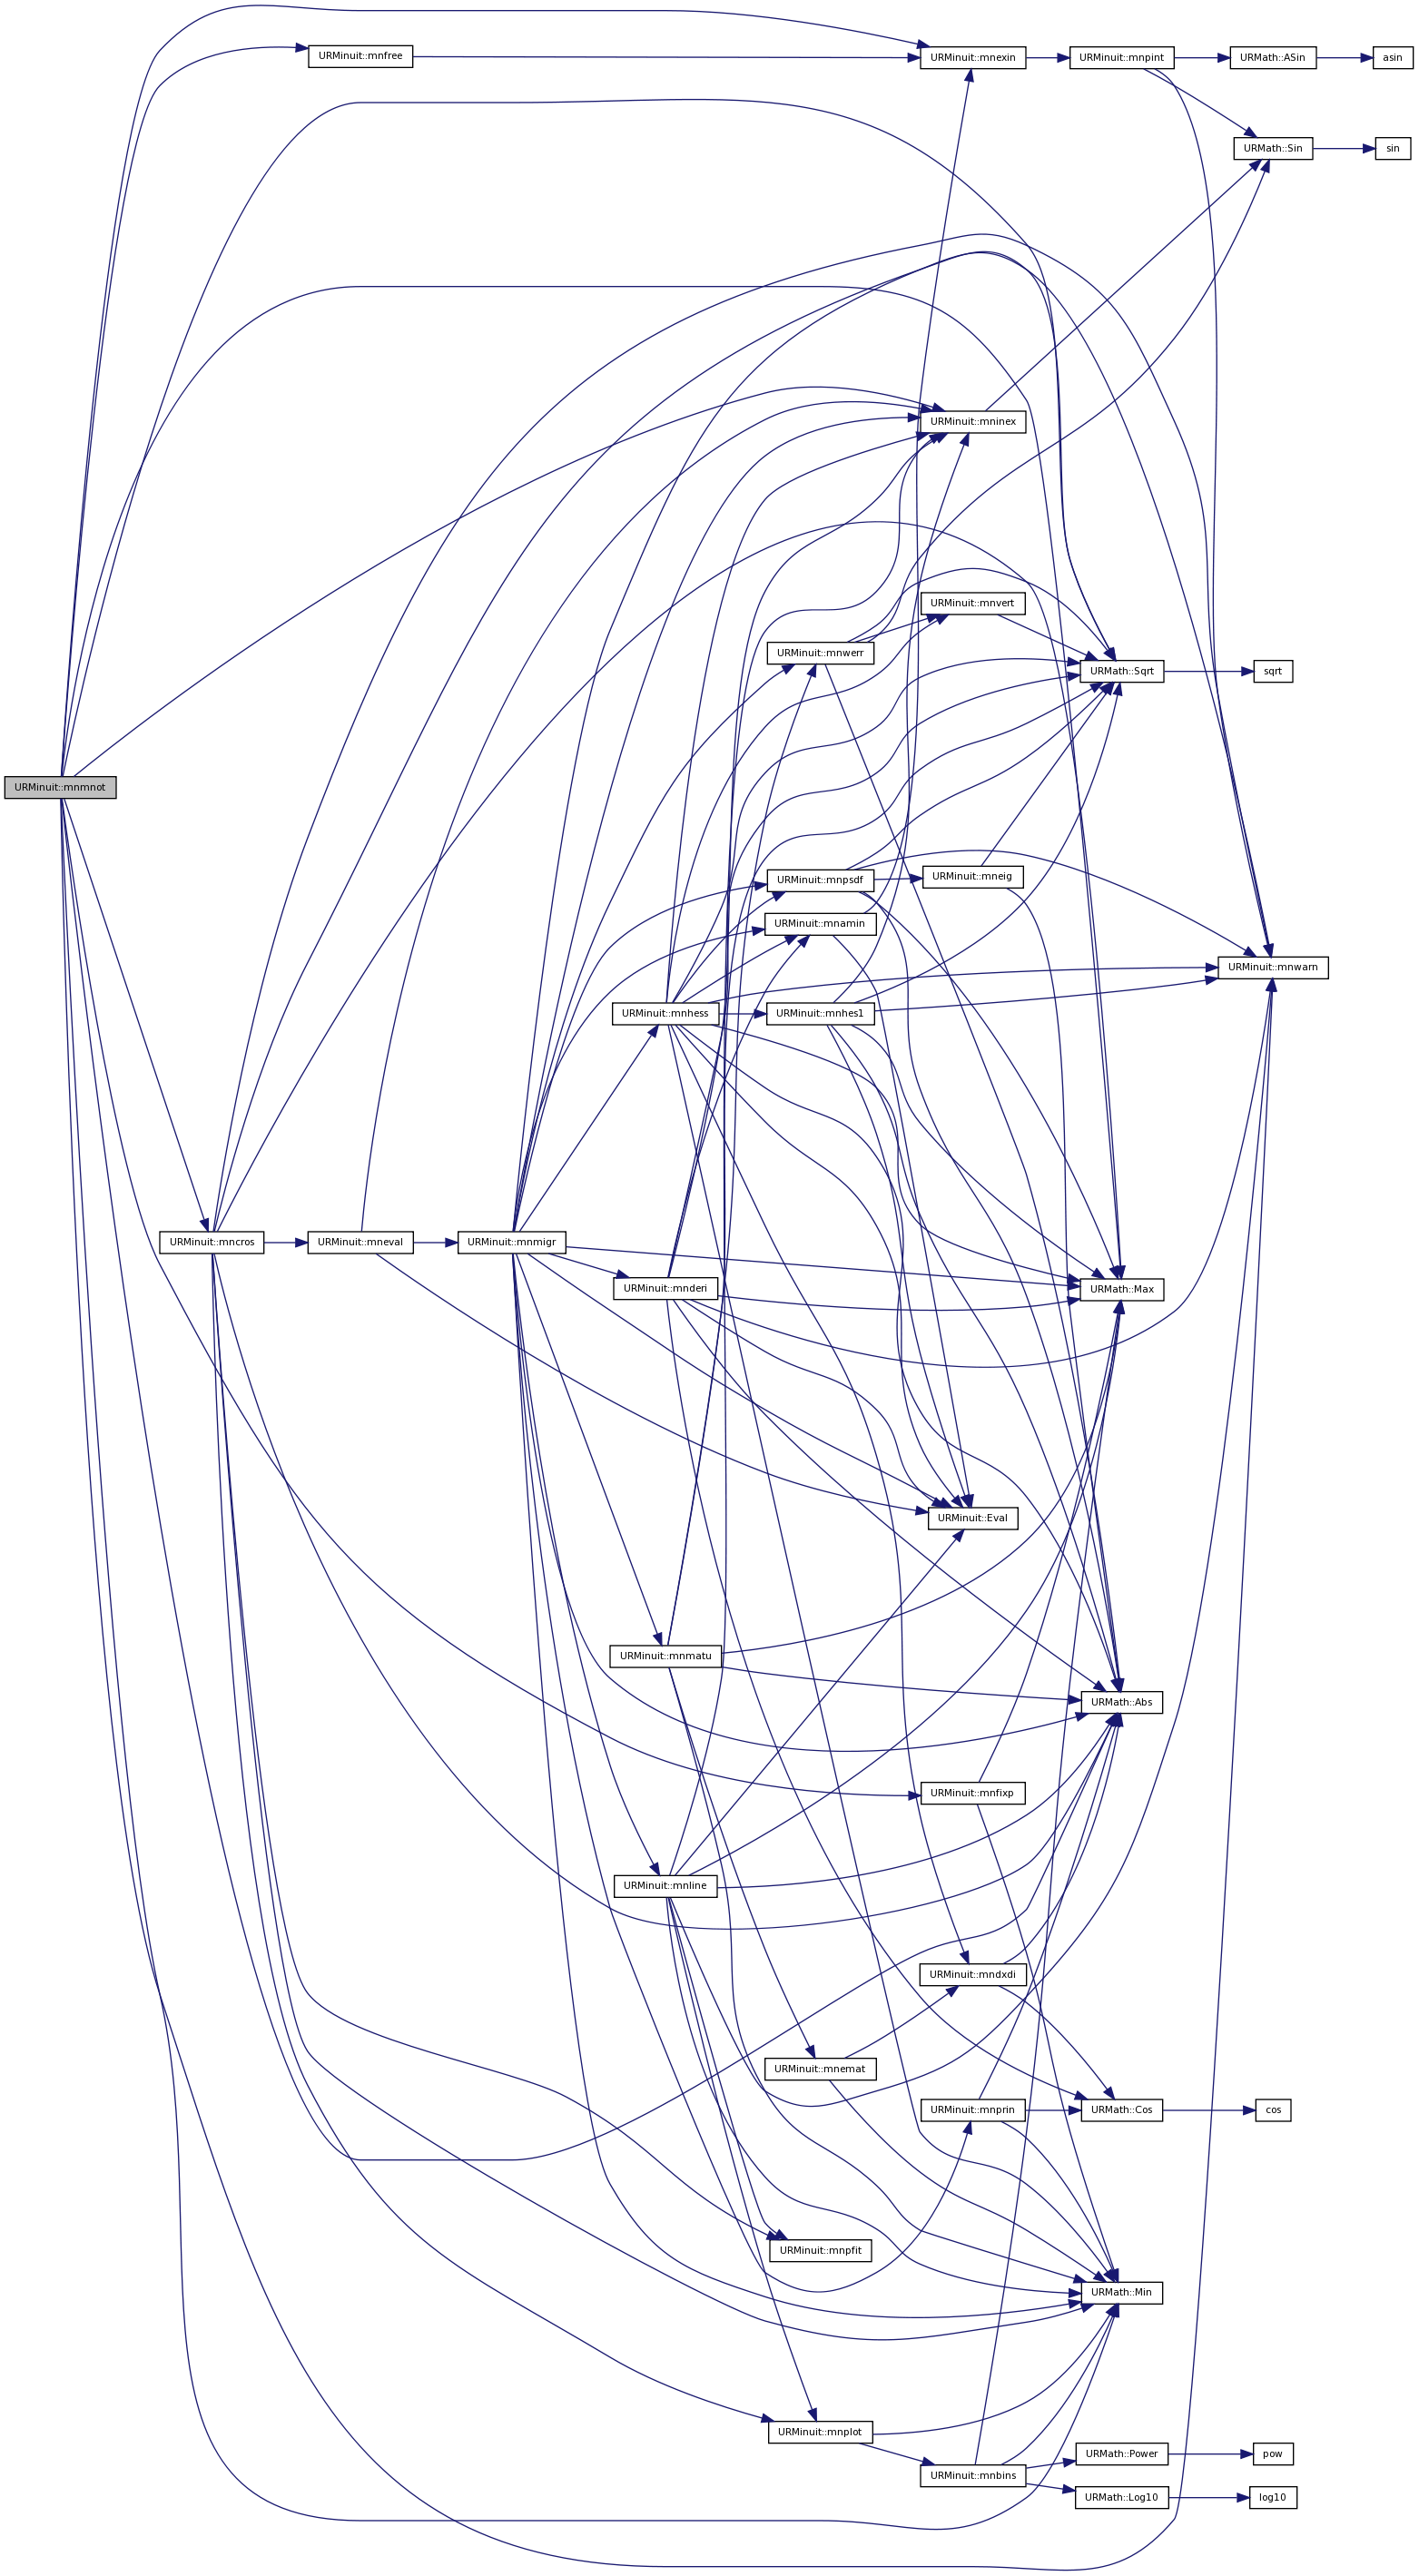 URMinuit::mnfree
URMinuit::mnexin
URMinuit::mnpint
URMath::ASin
asin
URMath::Sin
sin
URMinuit::mninex
URMinuit::mnvert
URMinuit::mnwerr
URMath::Sqrt
sqrt
URMinuit::mnmnot
URMinuit::mnpsdf
URMinuit::mneig
URMinuit::mnamin
URMinuit::mnwarn
URMinuit::mnhess
URMinuit::mnhes1
URMinuit::mncros
URMinuit::mneval
URMinuit::mnmigr
URMinuit::mnderi
URMath::Max
URMinuit::Eval
URMinuit::mnmatu
URMath::Abs
URMinuit::mnfixp
URMinuit::mnline
URMinuit::mndxdi
URMinuit::mnemat
URMinuit::mnprin
URMath::Cos
cos
URMinuit::mnpfit
URMath::Min
URMinuit::mnplot
URMath::Power
pow
URMinuit::mnbins
URMath::Log10
log10